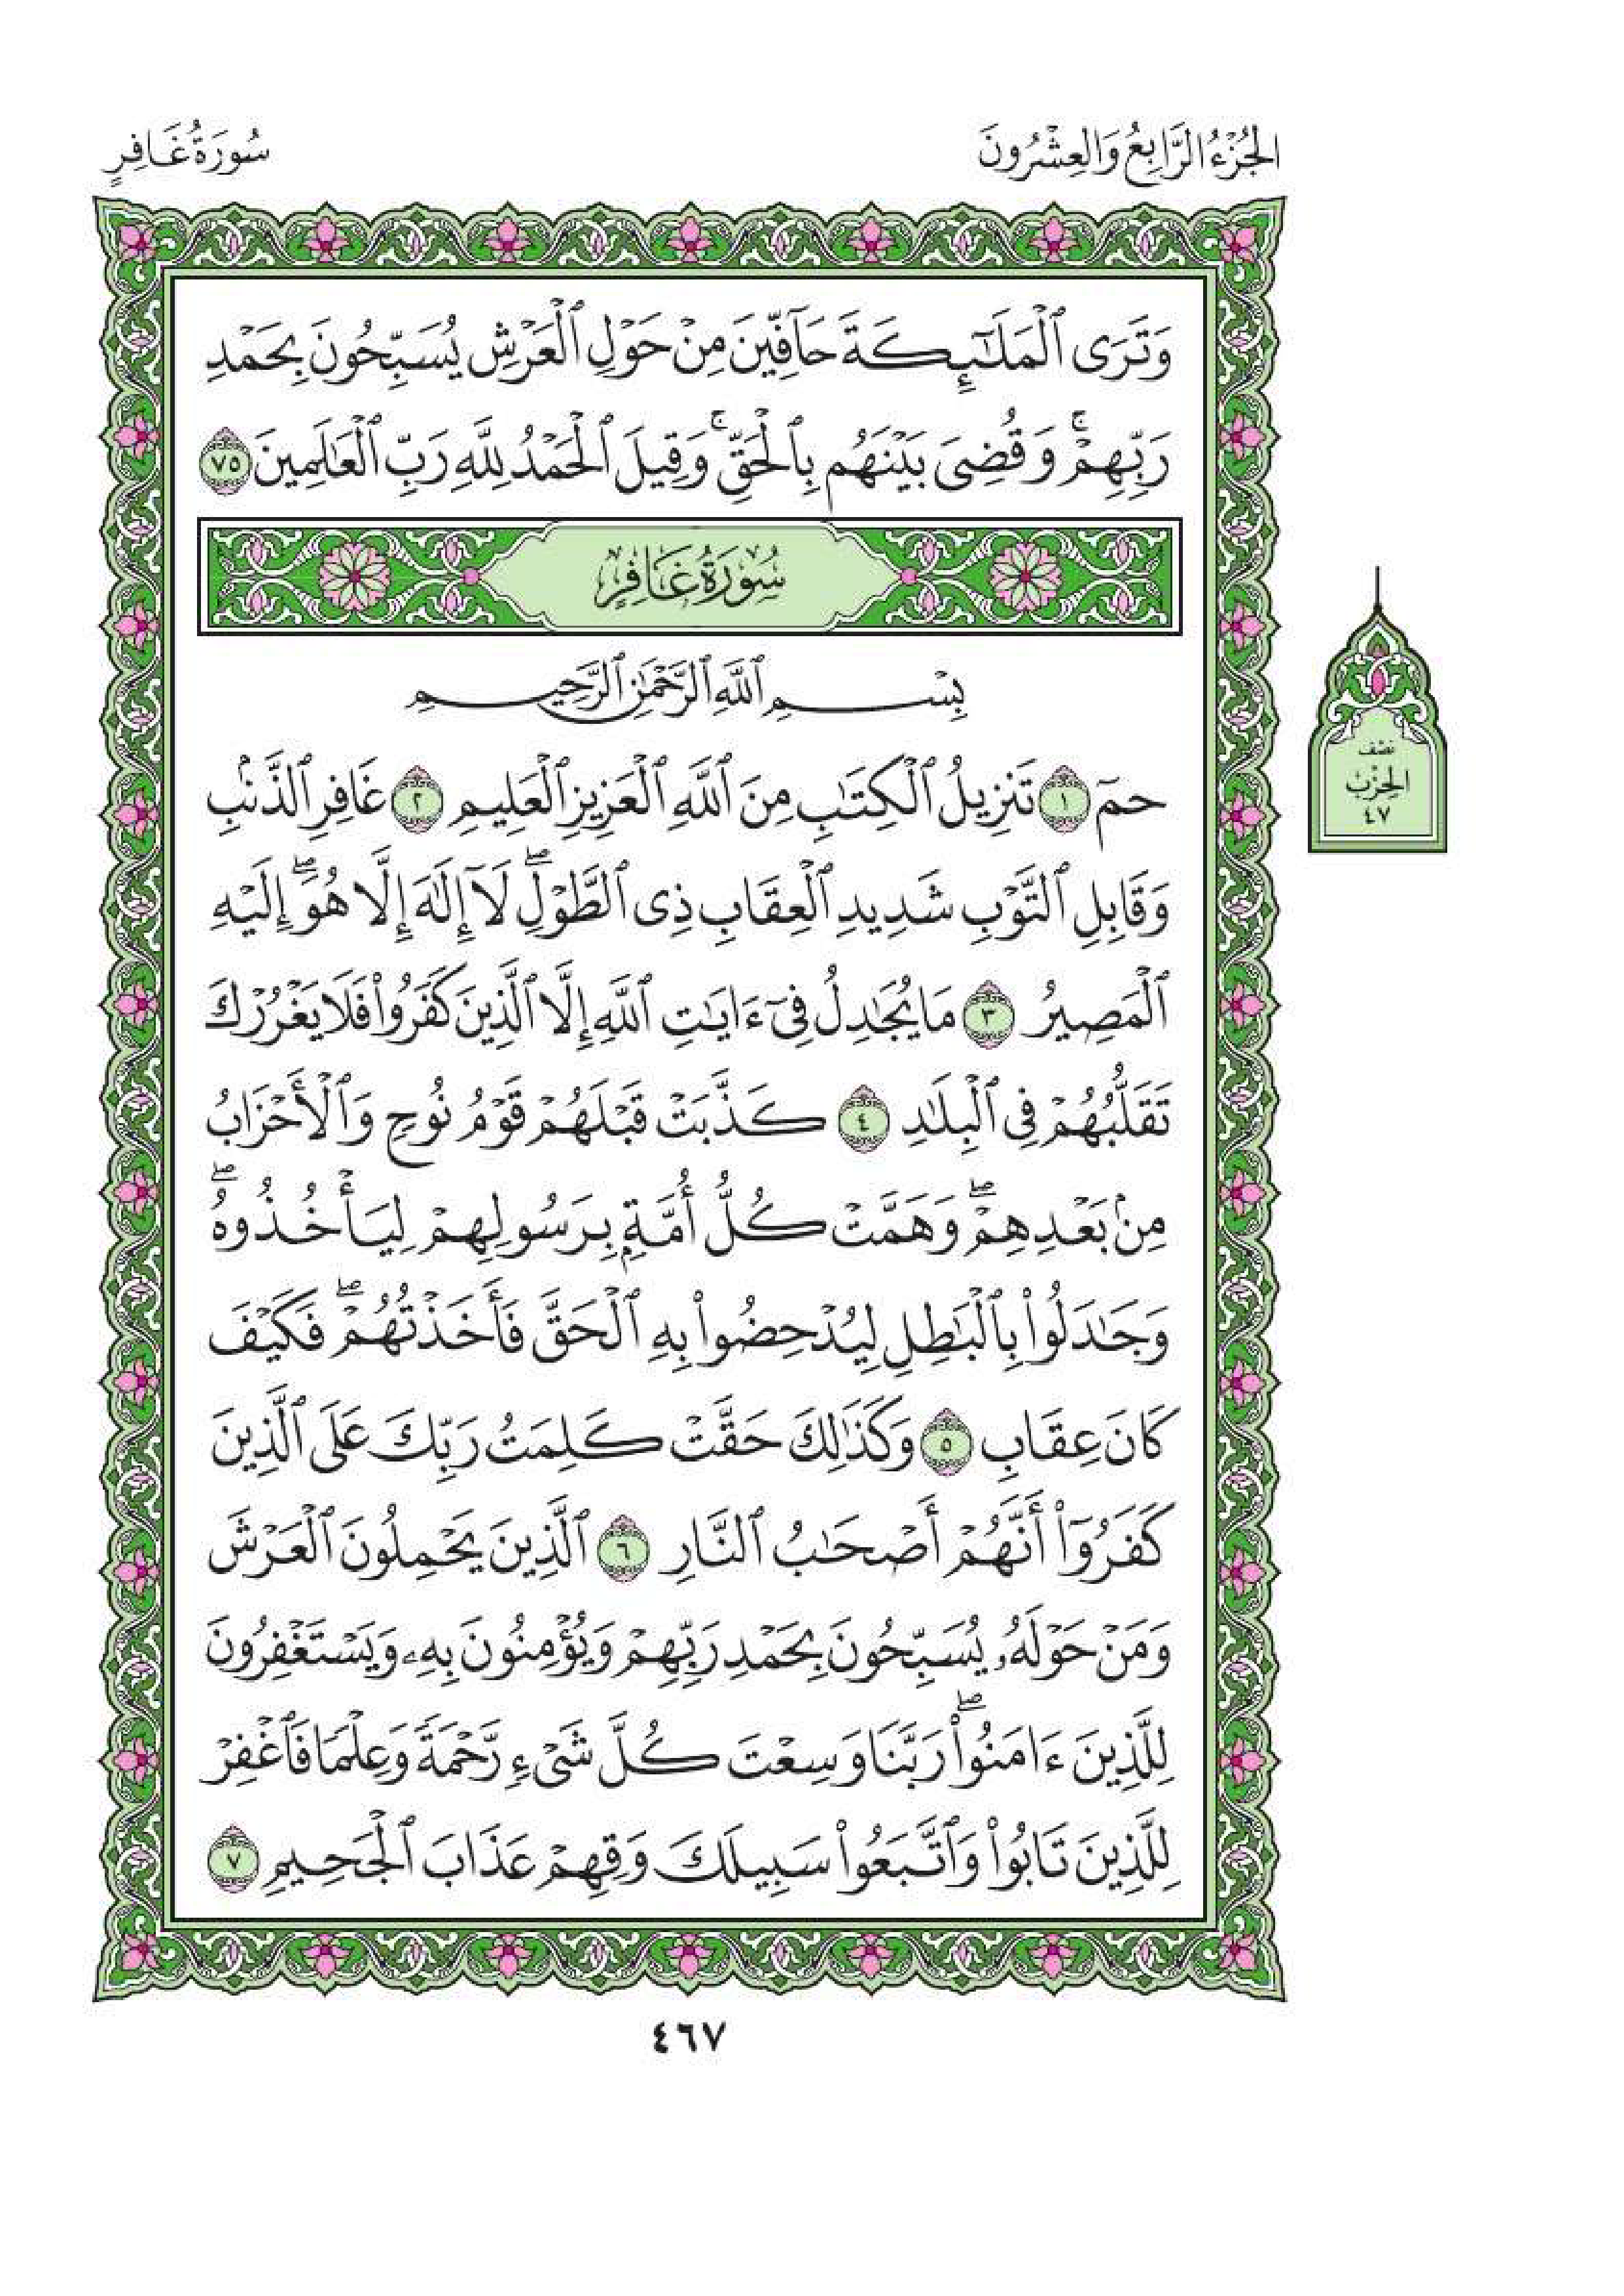 الجُزْءُ الرَّابِعُ وَالعِشْرُونَ
سُورَةُ غَافِرٍ
وَتَرَى ٱلْمَلَـٰٓئِكَةَ حَآفِّينَ مِنْ حَوْلِ ٱلْعَرْشِ يُسَبِّحُونَ بِحَمْدِ
رَبِّهِمْۚ وَقُضِىَ بَيْنَهُم بِٱلْحَقِّۚ وَقِيلَ ٱلْحَمْدُ لِلَّهِ رَبِّ ٱلْعَـٰلَمِينَ ٧٥
سُورَةُ غَافِرٍ
بِسْمِ ٱللَّهِ ٱلرَّحْمَـٰنِ ٱلرَّحِيمِ
حمٓ ١ تَنزِيلُ ٱلْكِتَـٰبِ مِنَ ٱللَّهِ ٱلْعَزِيزِ ٱلْعَلِيمِ ٢ غَافِرِ ٱلذَّنۢبِ
وَقَابِلِ ٱلتَّوْبِ شَدِيدِ ٱلْعِقَابِ ذِى ٱلطَّوْلِۖ لَآ إِلَـٰهَ إِلَّا هُوَۖ إِلَيْهِ
ٱلْمَصِيرُ ٣ مَا يُجَـٰدِلُ فِىٓ ءَايَـٰتِ ٱللَّهِ إِلَّا ٱلَّذِينَ كَفَرُوا۟ فَلَا يَغْرُرْكَ
تَقَلُّبُهُمْ فِى ٱلْبِلَـٰدِ ٤ كَذَّبَتْ قَبْلَهُمْ قَوْمُ نُوحٍ وَٱلْأَحْزَابُ
مِنۢ بَعْدِهِمْۖ وَهَمَّتْ كُلُّ أُمَّةٍۭ بِرَسُولِهِمْ لِيَأْخُذُوهُۖ
وَجَـٰدَلُوا۟ بِٱلْبَـٰطِلِ لِيُدْحِضُوا۟ بِهِ ٱلْحَقَّ فَأَخَذْتُهُمْۖ فَكَيْفَ
كَانَ عِقَابِ ٥ وَكَذَٰلِكَ حَقَّتْ كَلِمَتُ رَبِّكَ عَلَى ٱلَّذِينَ
كَفَرُوٓا۟ أَنَّهُمْ أَصْحَـٰبُ ٱلنَّارِ ٦ ٱلَّذِينَ يَحْمِلُونَ ٱلْعَرْشَ
وَمَنْ حَوْلَهُۥ يُسَبِّحُونَ بِحَمْدِ رَبِّهِمْ وَيُؤْمِنُونَ بِهِۦ وَيَسْتَغْفِرُونَ
لِلَّذِينَ ءَامَنُوا۟ۖ رَبَّنَا وَسِعْتَ كُلَّ شَىْءٍ رَّحْمَةً وَعِلْمًا فَٱغْفِرْ
لِلَّذِينَ تَابُوا۟ وَٱتَّبَعُوا۟ سَبِيلَكَ وَقِهِمْ عَذَابَ ٱلْجَحِيمِ ٧
نصف
الحِزْبْ
٤٧
٤٦٧